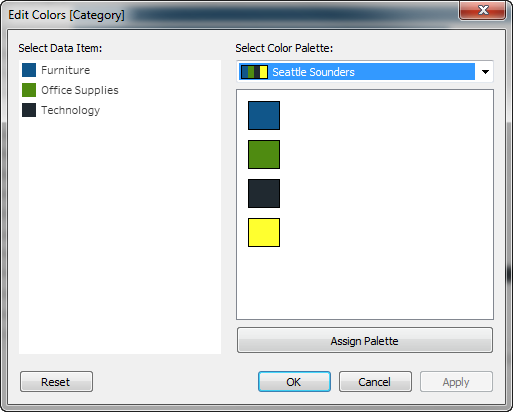 Edit Colors [Category]
Select Data Item:
Furniture
Office Supplies
Technology
Select Color Palette:
Seattle Sounders
Assign Palette
Reset
OK
Cancel
Apply